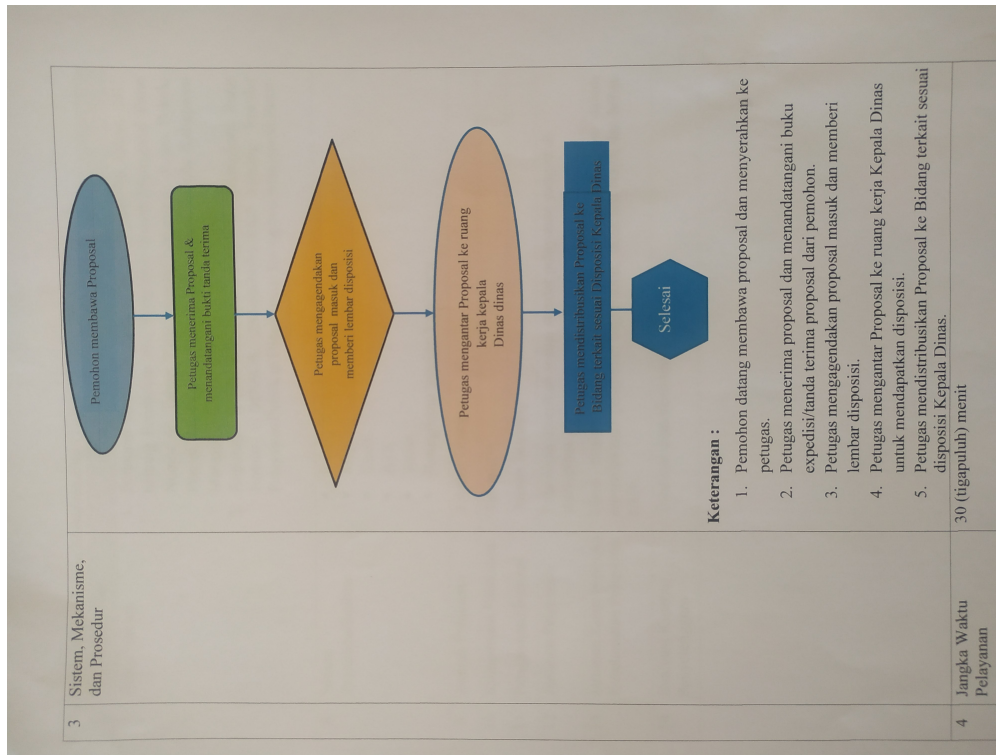 3
Sistem, Mekanisme,
dan Prosedur
Pemohon membawa Proposal
Petugas menerima Proposal &
menandatangani bukti tanda terima
Petugas mengagendakan
proposal masuk dan
memberi lembar disposisi
Petugas mengantar Proposal ke ruang
kerja kepala
Dinas dinas
Petugas mendistribusikan Proposal ke
Bidang terkait sesuai Disposisi Kepala Dinas
Selesai
Keterangan :
1. Pemohon datang membawa proposal dan menyerahkan ke
petugas.
2. Petugas menerima proposal dan menandatangani buku
expedisi/tanda terima proposal dari pemohon.
3. Petugas mengagendakan proposal masuk dan memberi
lembar disposisi.
4. Petugas mengantar Proposal ke ruang kerja Kepala Dinas
untuk mendapatkan disposisi.
5. Petugas mendistribusikan Proposal ke Bidang terkait sesuai
disposisi Kepala Dinas.
4
Jangka Waktu
Pelayanan
30 (tigapuluh) menit